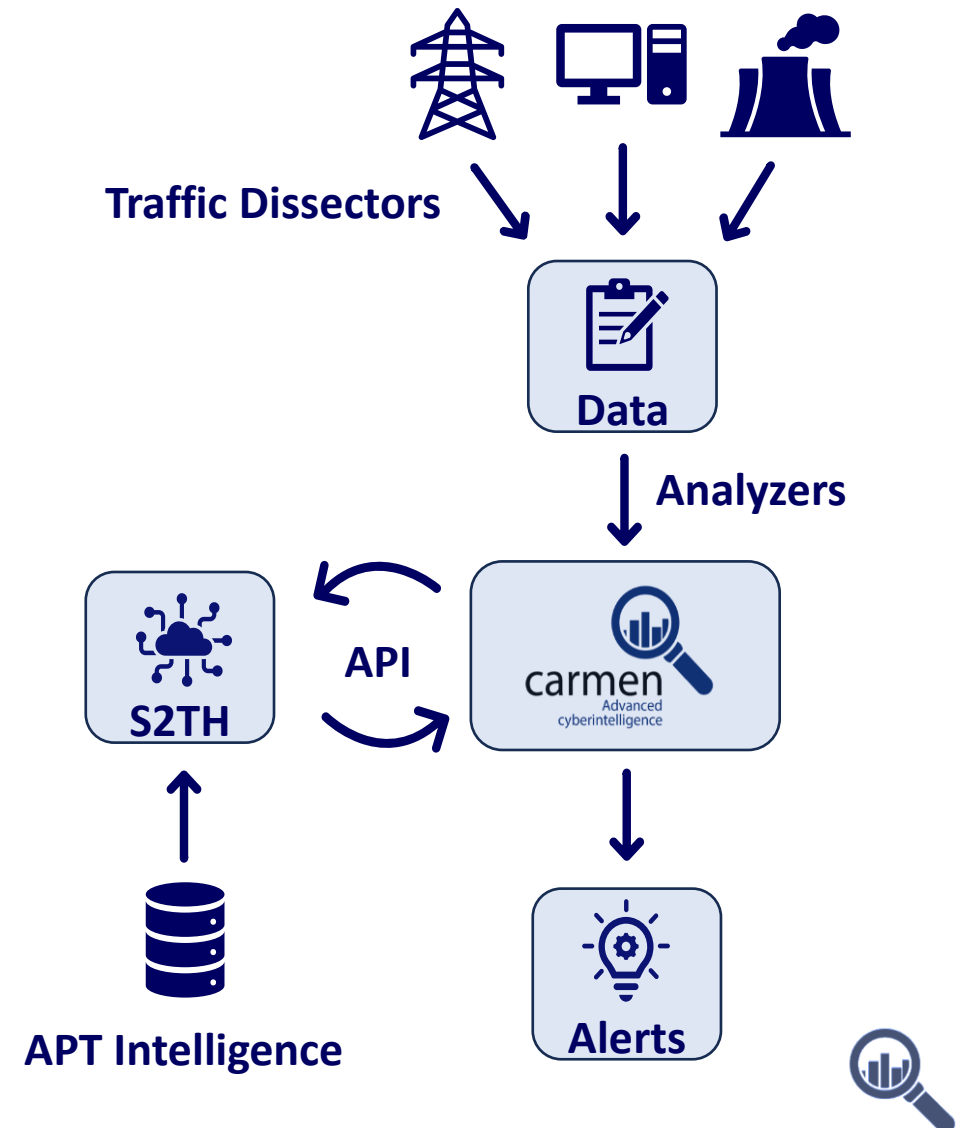 Traffic Dissectors
Data
Analyzers
API
carmen
Advanced
cyberintelligence
S2TH
APT Intelligence
Alerts